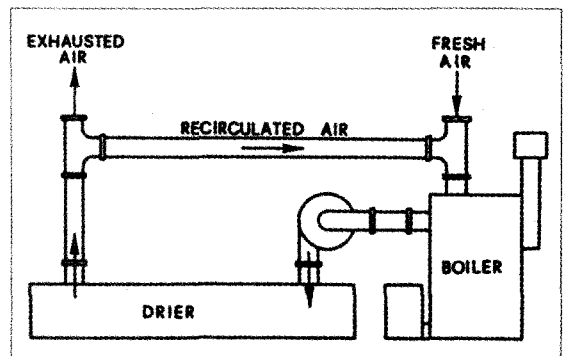 EXHAUSTED
AIR
FRESH
AIR
RECIRCULATED AIR
BOILER
DRIER